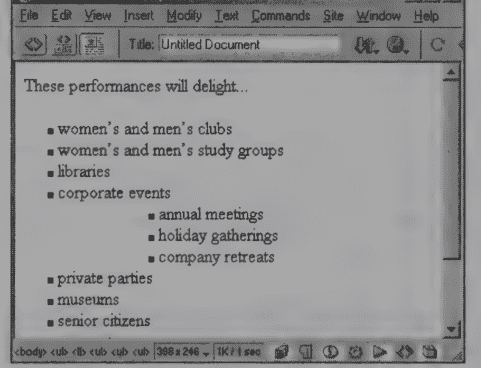 File Edit View Insert Modify Text Commands Site Window Help
Title: Untitled Document
These performances will delight...
▪ women's and men's clubs
▪ women's and men's study groups
▪ libraries
▪ corporate events
▪ annual meetings
▪ holiday gatherings
▪ company retreats
▪ private parties
▪ museums
▪ senior citizens
<body> <ul> <li> <ul> <ul> <ul> 398 x 246 1K / 1 sec